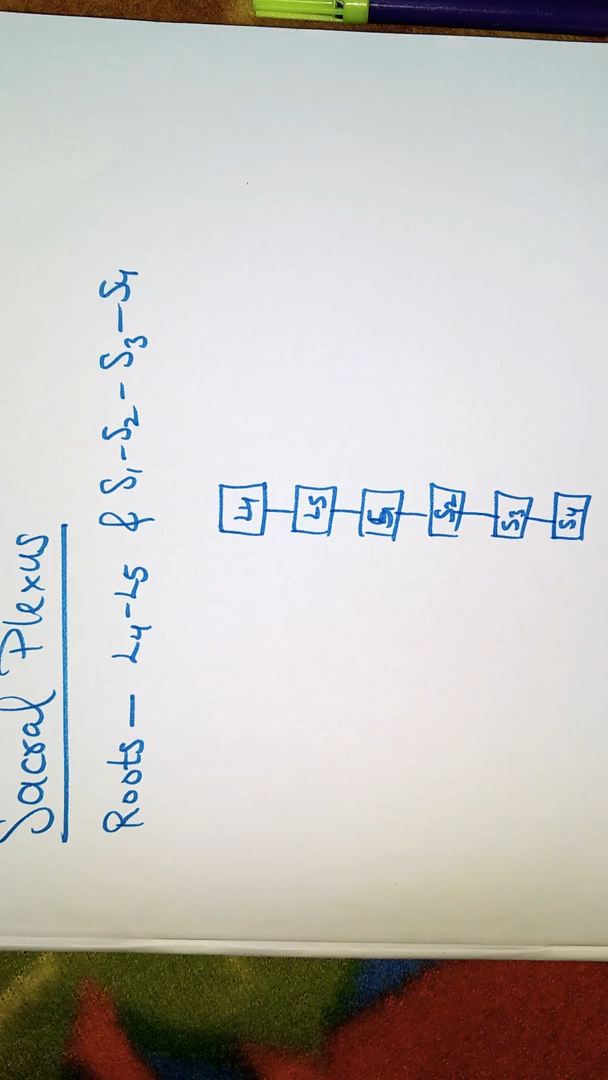 Sacral Plexus
Roots – L4-L5 & S1-S2-S3-S4
L4
L5
S1
S2
S3
S4